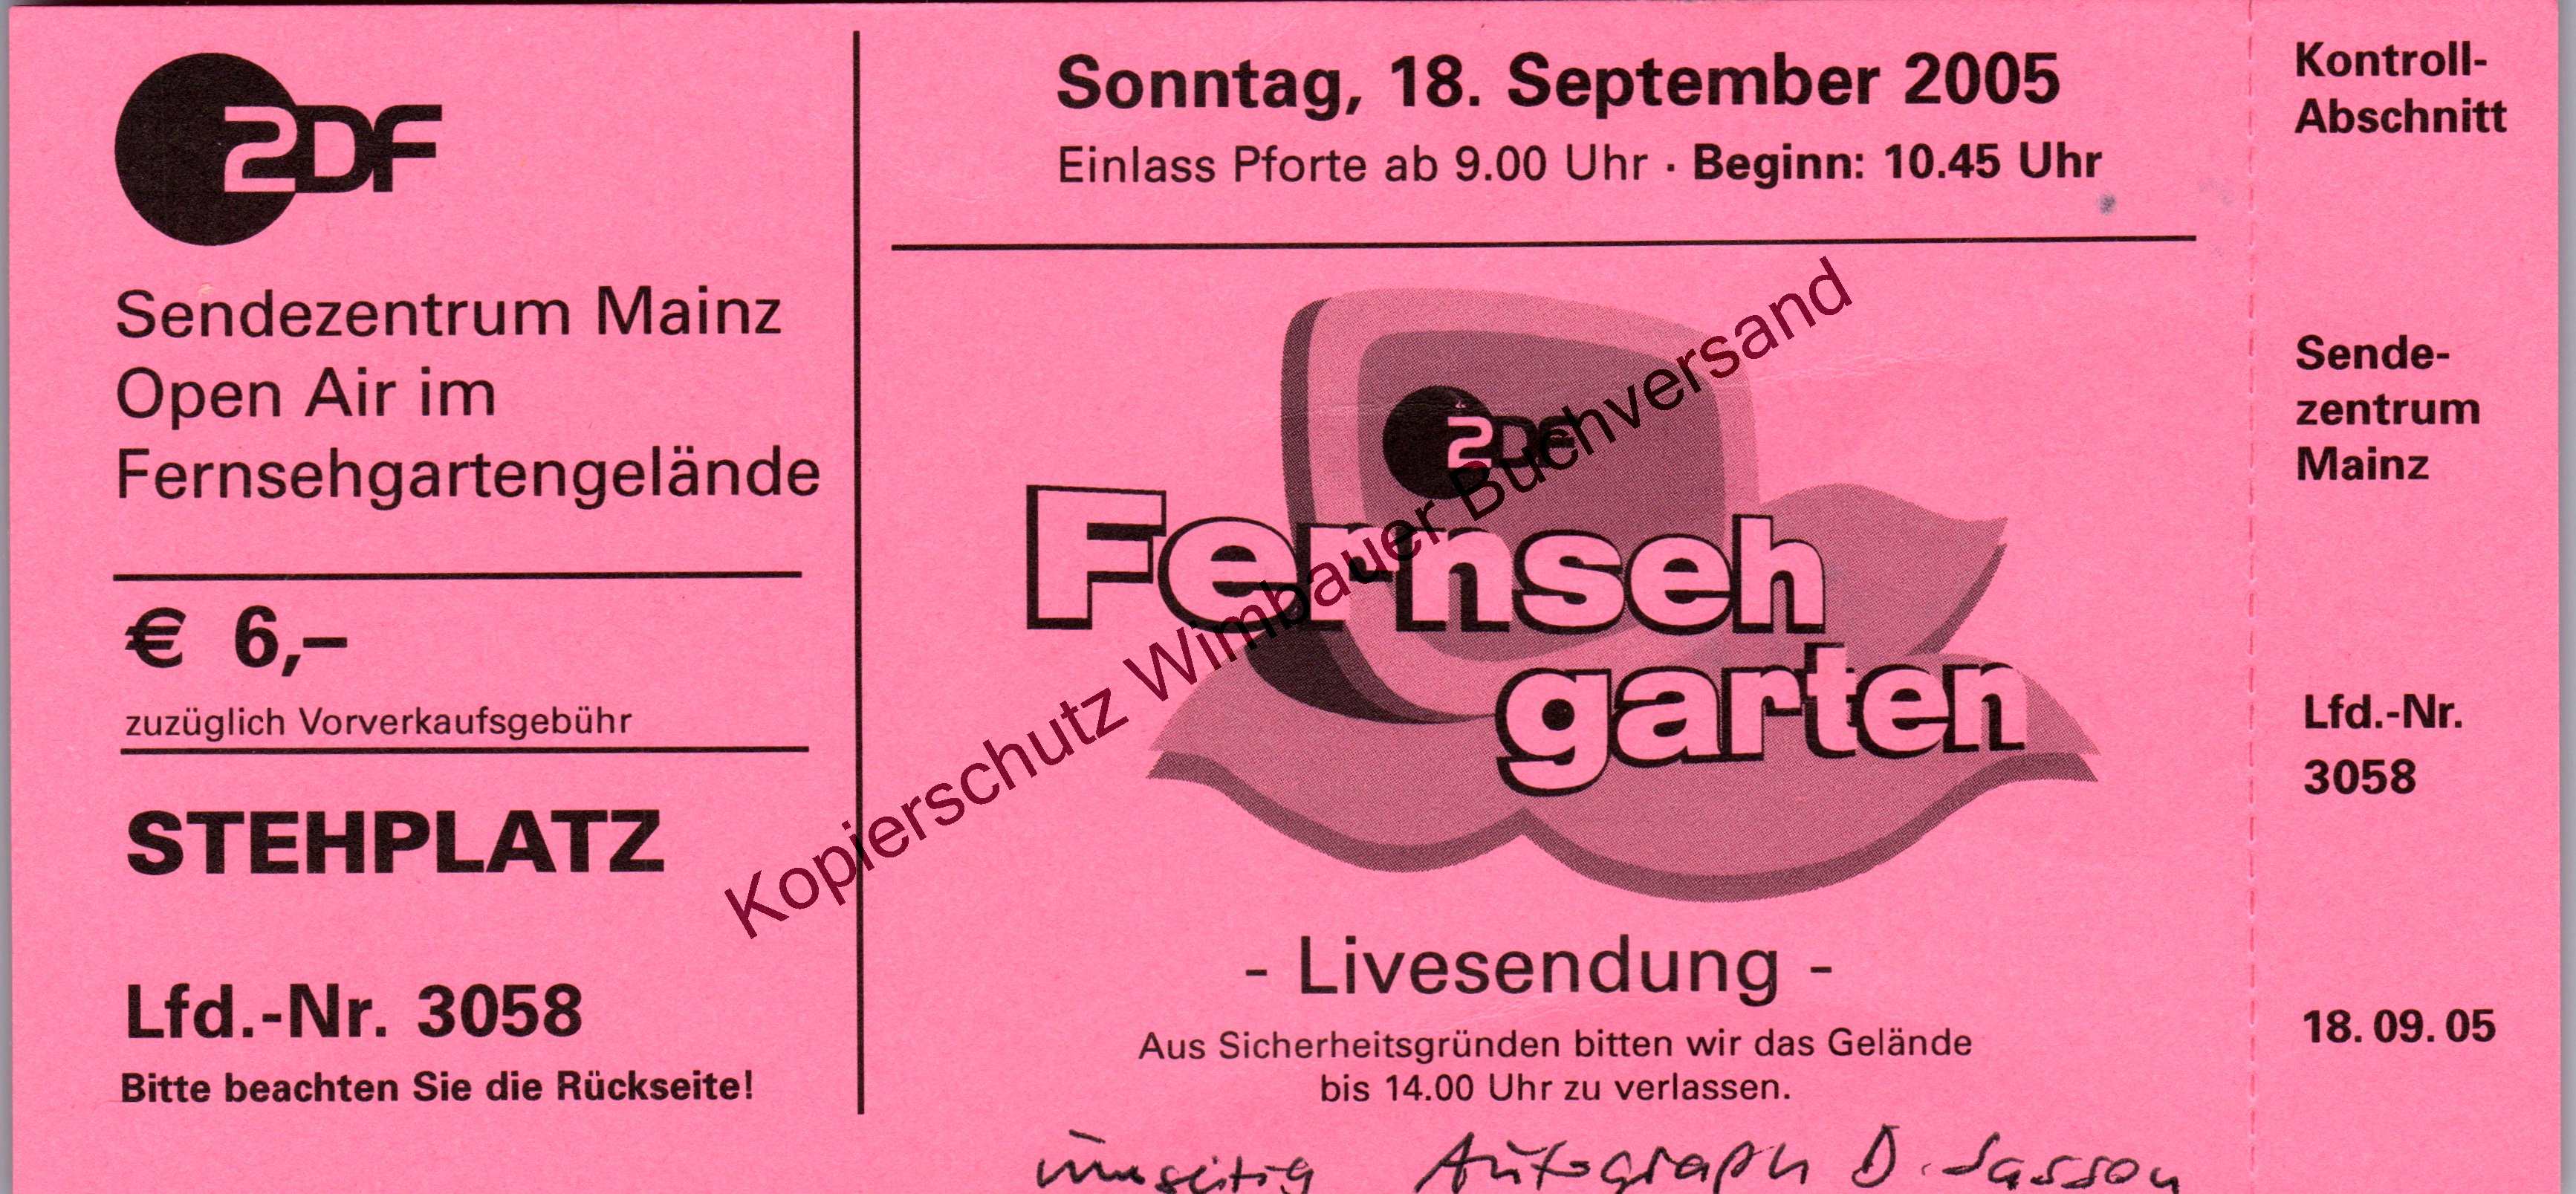 ZDF
Sendezentrum Mainz
Open Air im
Fernsehgartengelände
€ 6,–
zuzüglich Vorverkaufsgebühr
STEHPLATZ
Lfd.-Nr. 3058
Bitte beachten Sie die Rückseite!
Sonntag, 18. September 2005
Einlass Pforte ab 9.00 Uhr · Beginn: 10.45 Uhr
ZDF
Fernseh
garten
Kopierschutz Wimbauer Buchversand
- Livesendung -
Aus Sicherheitsgründen bitten wir das Gelände
bis 14.00 Uhr zu verlassen.
umseitig Autograph D. Sasson
Kontroll-
Abschnitt
Sende-
zentrum
Mainz
Lfd.-Nr.
3058
18. 09. 05